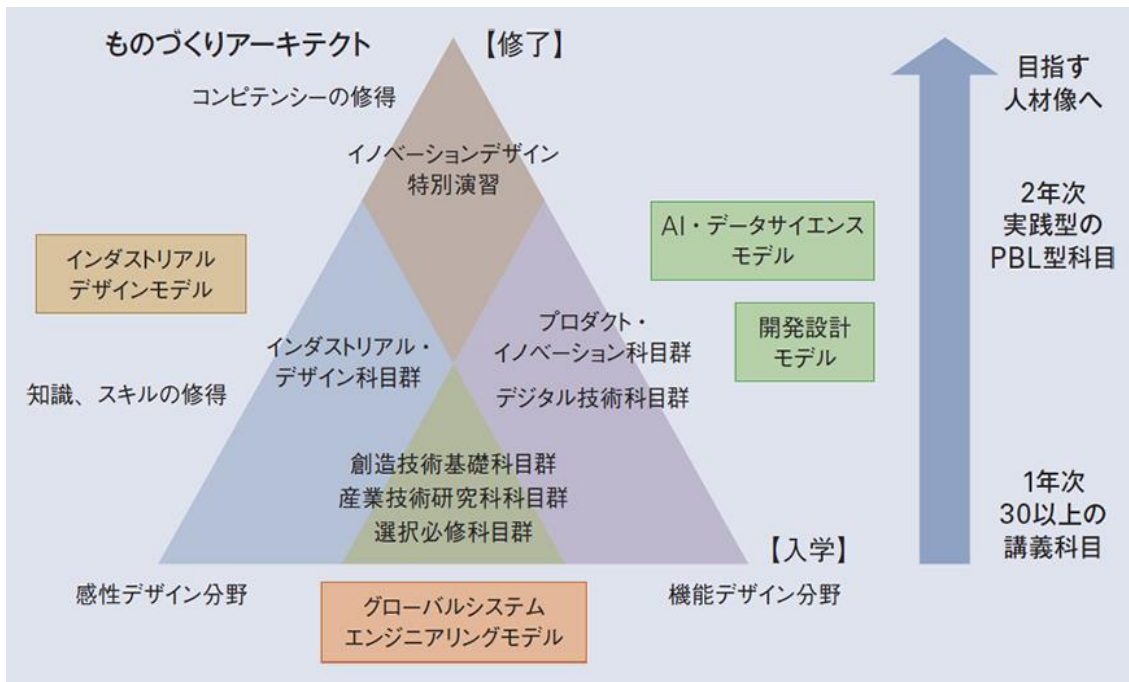 ものづくりアーキテクト
【修了】
コンピテンシーの修得
イノベーションデザイン
特別演習
インダストリアル
デザインモデル
AI・データサイエンス
モデル
開発設計
モデル
インダストリアル・
デザイン科目群
プロダクト・
イノベーション科目群
デジタル技術科目群
知識、スキルの修得
創造技術基礎科目群
産業技術研究科科目群
選択必修科目群
【入学】
感性デザイン分野
機能デザイン分野
グローバルシステム
エンジニアリングモデル
目指す
人材像へ
2年次
実践型の
PBL型科目
1年次
30以上の
講義科目